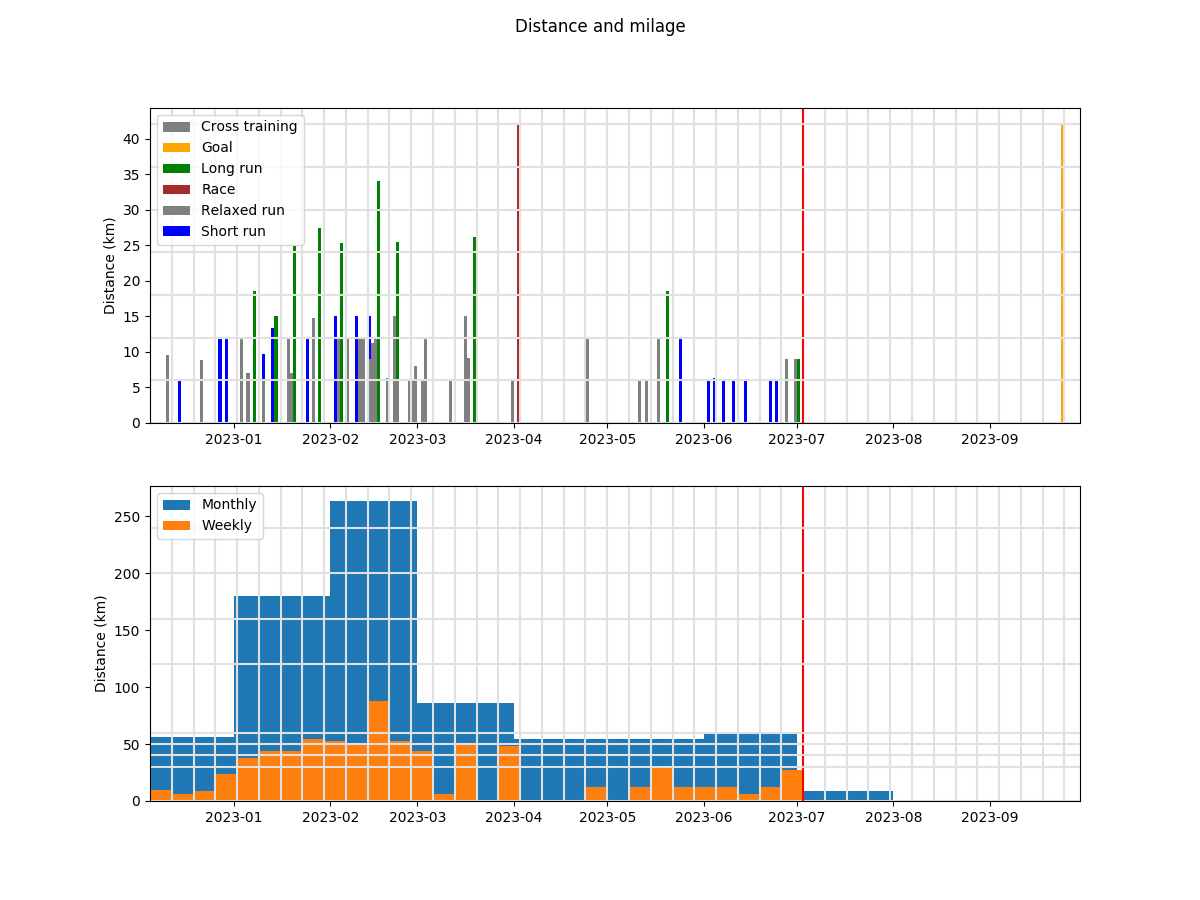 Distance and milage
Distance (km)
40
35
30
25
20
15
10
5
0
Cross training
Goal
Long run
Race
Relaxed run
Short run
2023-01 2023-02 2023-03 2023-04 2023-05 2023-06 2023-07 2023-08 2023-09
Distance (km)
250
200
150
100
50
0
Monthly
Weekly
2023-01 2023-02 2023-03 2023-04 2023-05 2023-06 2023-07 2023-08 2023-09